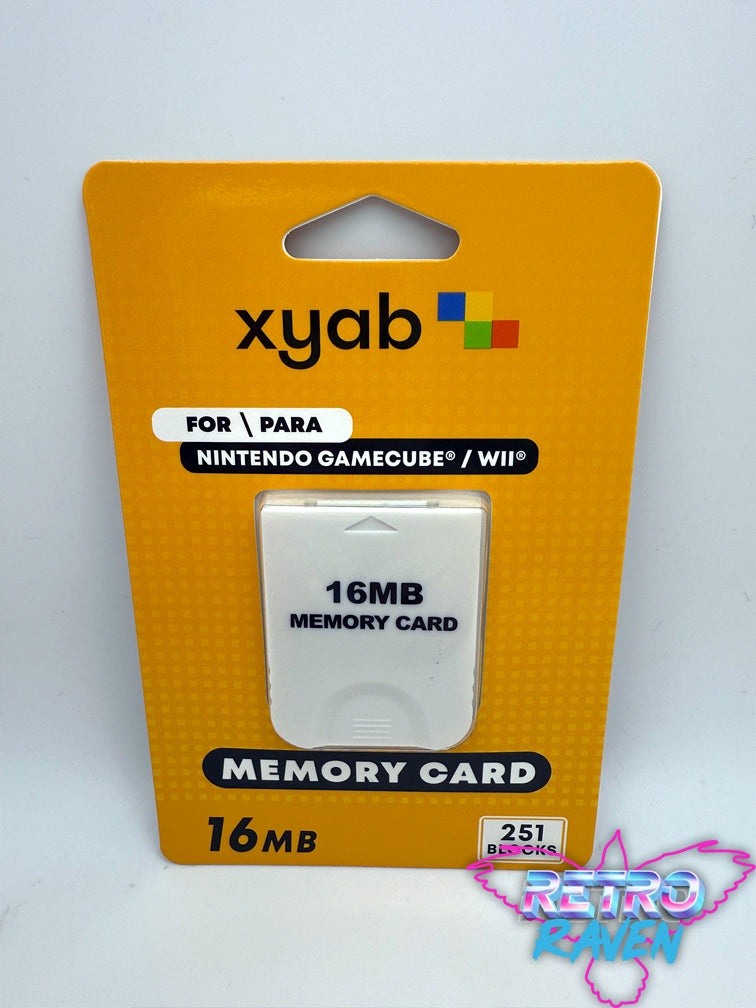 xyab
FOR \ PARA
NINTENDO GAMECUBE® / WII®
16MB
MEMORY CARD
MEMORY CARD
16MB
251
BLOCKS
RETRO
RAVEN